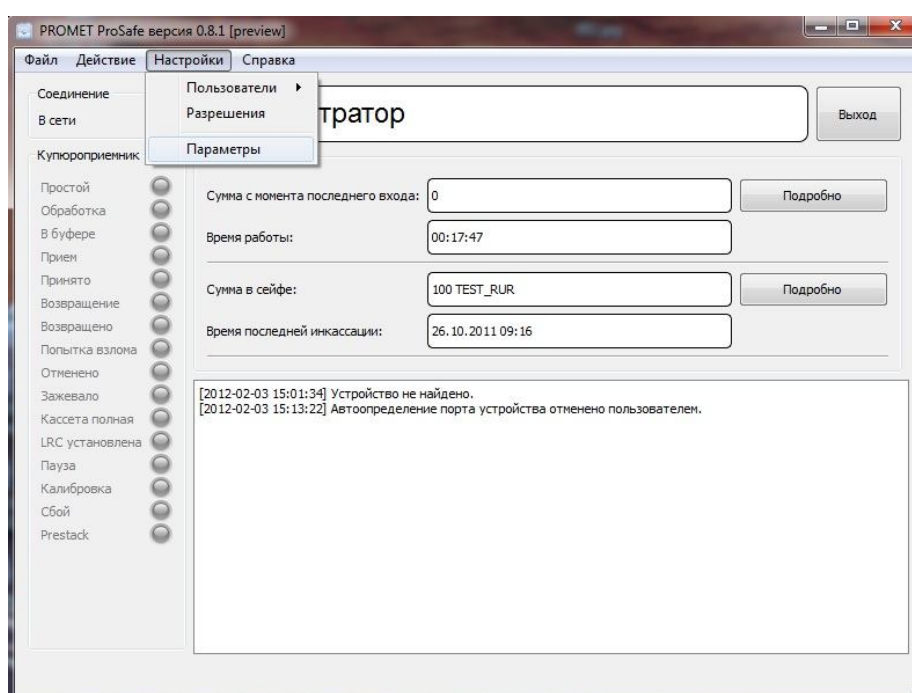 PROMET ProSafe версия 0.8.1 [preview]
Файл Действие Настройки Справка
Пользователи
Разрешения
Параметры
Соединение
В сети
тратор
Выход
Купюроприемник
Простой
Обработка
В буфере
Прием
Принято
Возвращение
Возвращено
Попытка взлома
Отменено
Зажевало
Кассета полная
LRC установлена
Пауза
Калибровка
Сбой
Prestack
Сумма с момента последнего входа: 0 Подробно
Время работы: 00:17:47
Сумма в сейфе: 100 TEST_RUR Подробно
Время последней инкассации: 26.10.2011 09:16
[2012-02-03 15:01:34] Устройство не найдено.
[2012-02-03 15:13:22] Автоопределение порта устройства отменено пользователем.